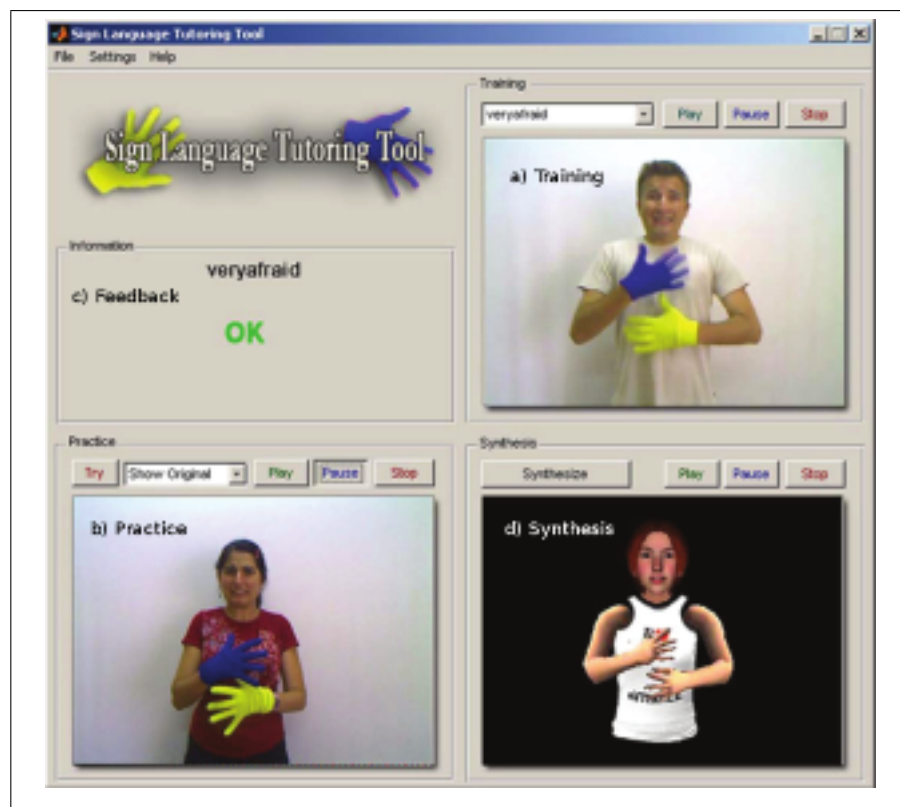 Sign Language Tutoring Tool
File Settings Help
Sign Language Tutoring Tool
Training
veryafraid Play Pause Stop
a) Training
Information
veryafraid
c) Feedback
OK
Practice
Try Show Original Play Pause Stop
b) Practice
Synthesis
Synthesize Play Pause Stop
d) Synthesis